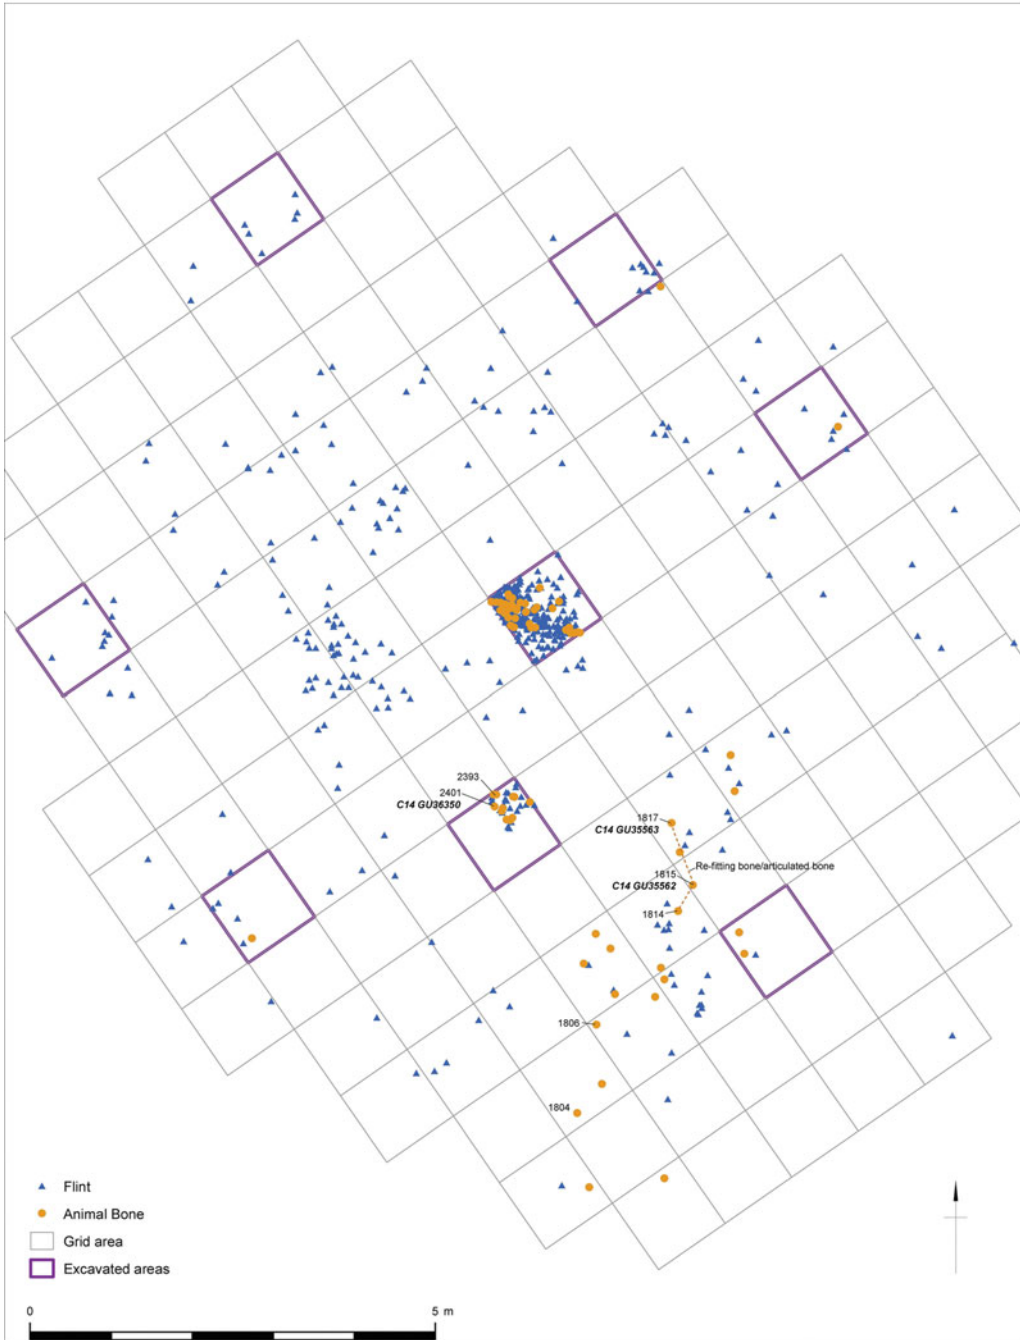 2393
2401
C14 GU36350
1817
C14 GU35563
Re-fitting bone/articulated bone
1815
C14 GU35562
1814
1806
1804
Flint
Animal Bone
Grid area
Excavated areas
0 5 m